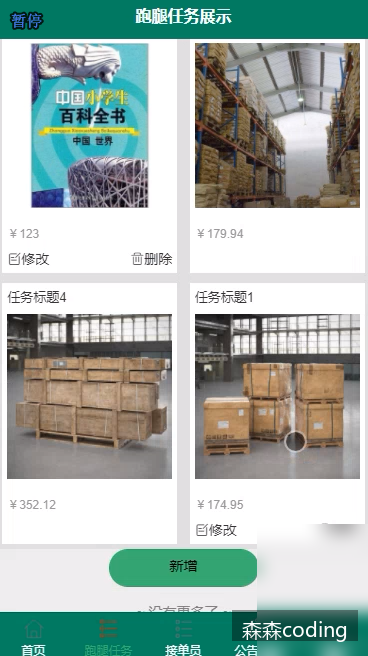 暂停
跑腿任务展示
中国小学生
百科全书
中国 世界
￥123
￥179.94
修改
删除
任务标题4
任务标题1
￥352.12
￥174.95
修改
新增
没有更多了
首页
跑腿任务
接单员
公告
森森coding